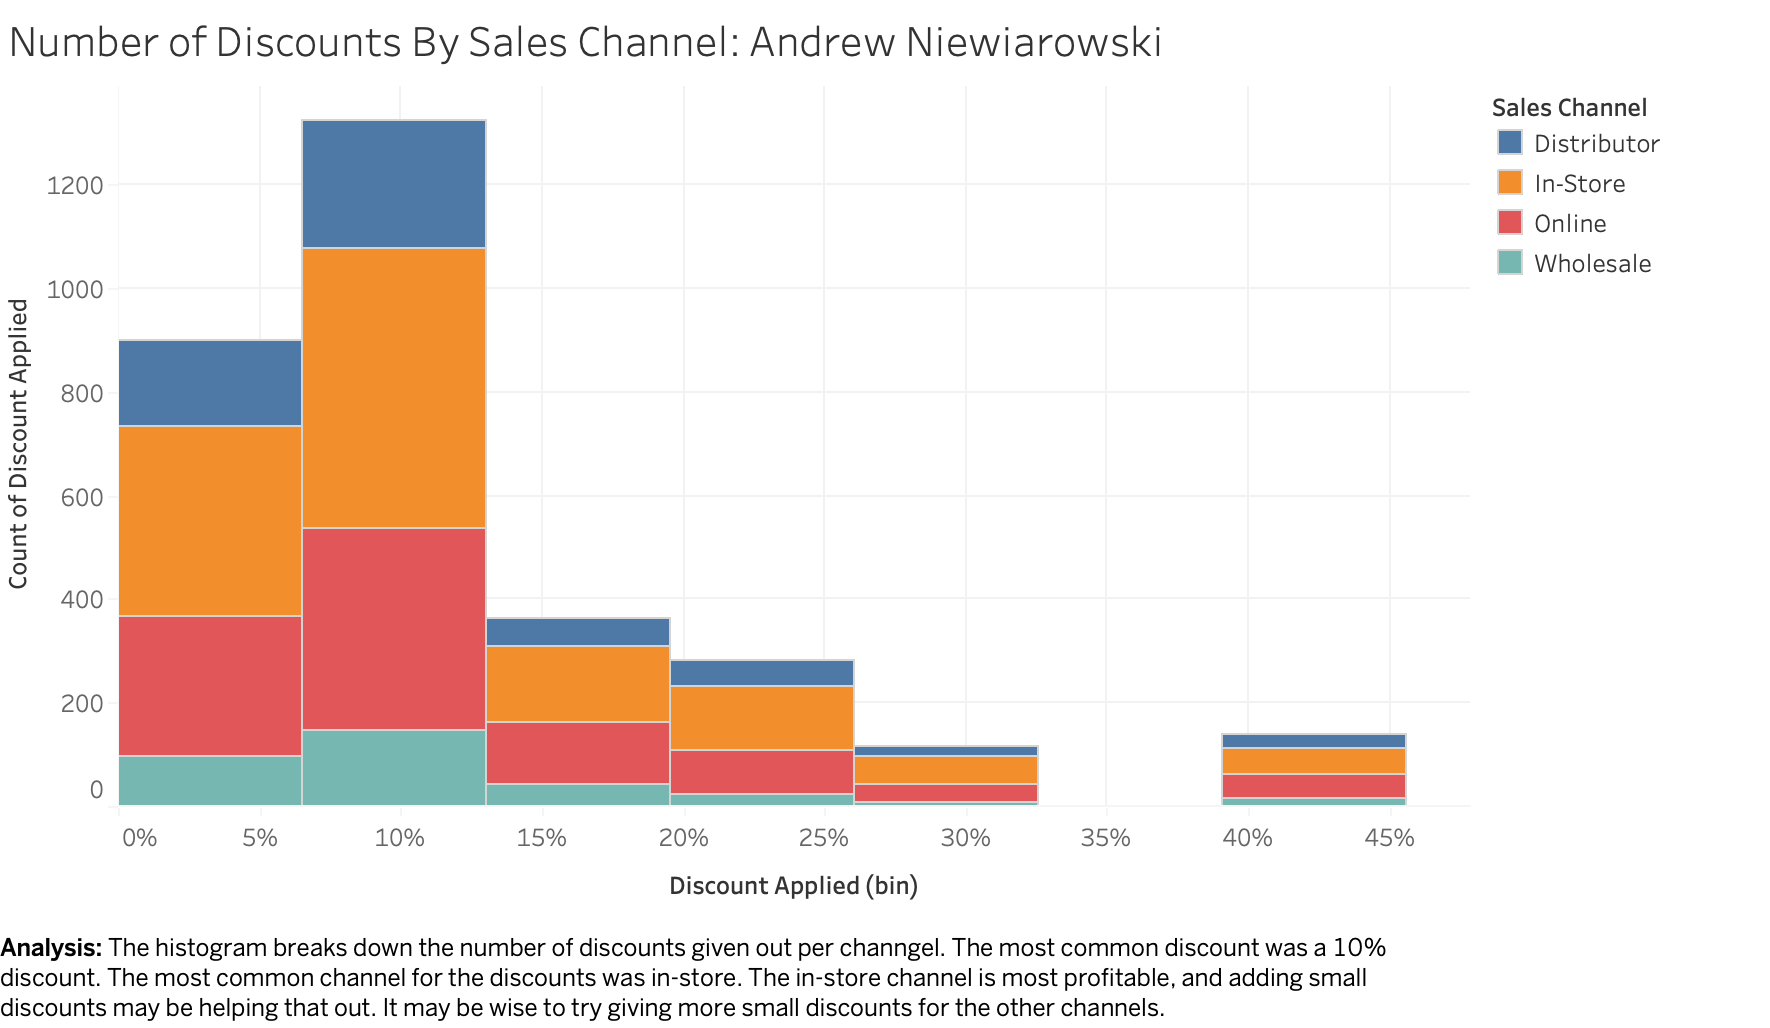 Number of Discounts By Sales Channel: Andrew Niewiarowski
Sales Channel
Distributor
In-Store
Online
Wholesale
Count of Discount Applied
1200
1000
800
600
400
200
0
0% 5% 10% 15% 20% 25% 30% 35% 40% 45%
Discount Applied (bin)
Analysis: The histogram breaks down the number of discounts given out per channgel. The most common discount was a 10%
discount. The most common channel for the discounts was in-store. The in-store channel is most profitable, and adding small
discounts may be helping that out. It may be wise to try giving more small discounts for the other channels.